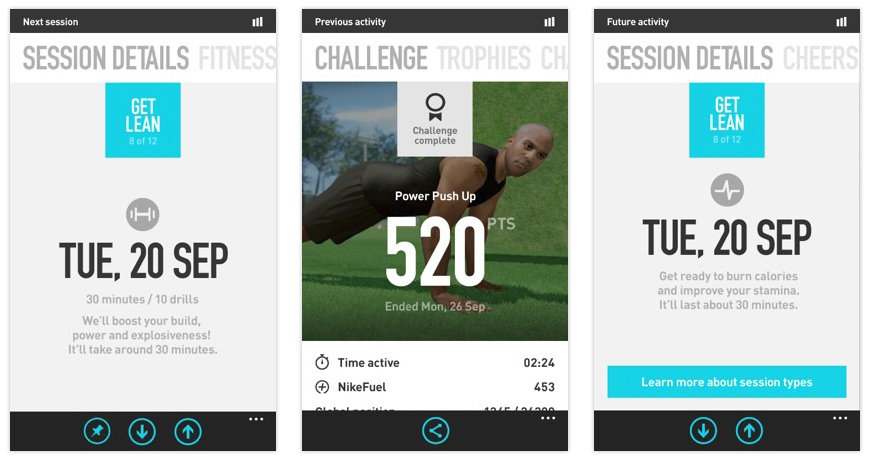 Next session
SESSION DETAILS FITNESS
GET
LEAN
8 of 12
TUE, 20 SEP
30 minutes / 10 drills
We'll boost your build,
power and explosiveness!
It'll take around 30 minutes.
Previous activity
CHALLENGE TROPHIES CH
Challenge
complete
Power Push Up
520 PTS
Ended Mon, 26 Sep
Time active 02:24
NikeFuel 453
Global position
Future activity
SESSION DETAILS CHEERS
GET
LEAN
8 of 12
TUE, 20 SEP
Get ready to burn calories
and improve your stamina.
It'll last about 30 minutes.
Learn more about session types